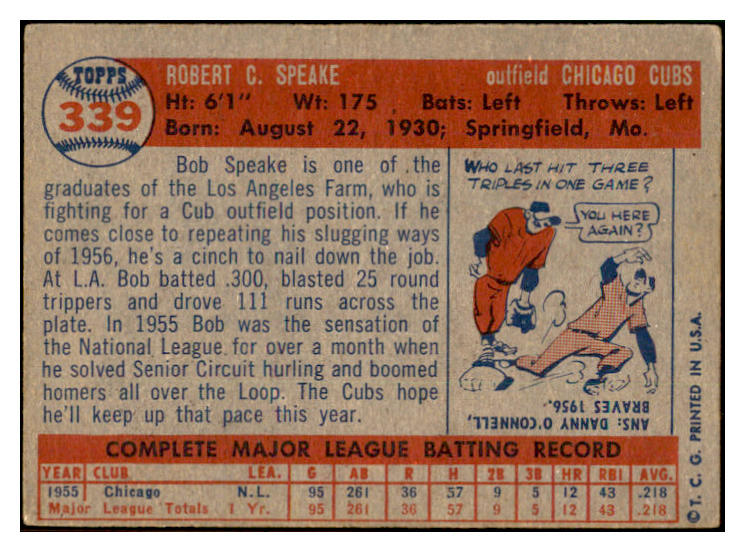 TOPPS
339
ROBERT C. SPEAKE outfield CHICAGO CUBS
Ht: 6'1" Wt: 175 Bats: Left Throws: Left
Born: August 22, 1930; Springfield, Mo.
Bob Speake is one of the
graduates of the Los Angeles Farm, who is
fighting for a Cub outfield position. If he
comes close to repeating his slugging ways
of 1956, he's a cinch to nail down the job.
At L.A. Bob batted .300, blasted 25 round
trippers and drove 111 runs across the
plate. In 1955 Bob was the sensation of
the National League for over a month when
he solved Senior Circuit hurling and boomed
homers all over the Loop. The Cubs hope
he'll keep up that pace this year.
WHO LAST HIT THREE
TRIPLES IN ONE GAME?
YOU HERE
AGAIN?
ANS: DANNY O'CONNELL,
BRAVES 1956.
COMPLETE MAJOR LEAGUE BATTING RECORD
YEAR CLUB LEA. G AB R H 2B 3B HR RBI AVG.
1955 Chicago N.L. 95 261 36 57 9 5 12 43 .218
Major League Totals 1 Yr. 95 261 36 57 9 5 12 43 .218
© T. C. G. PRINTED IN U.S.A.